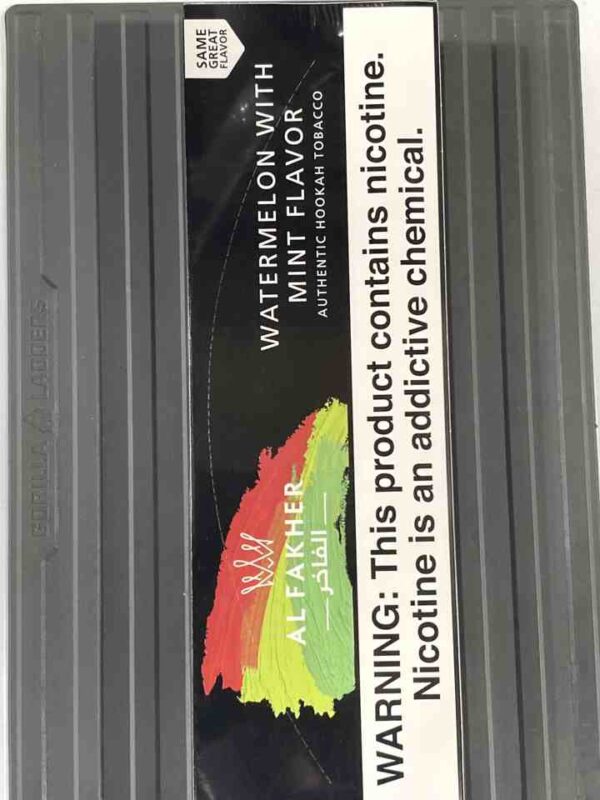 SAME
GREAT
FLAVOR
WATERMELON WITH
MINT FLAVOR
AUTHENTIC HOOKAH TOBACCO
AL FAKHER
الفاخر
WARNING: This product contains nicotine.
Nicotine is an addictive chemical.
GORILLA LADDERS